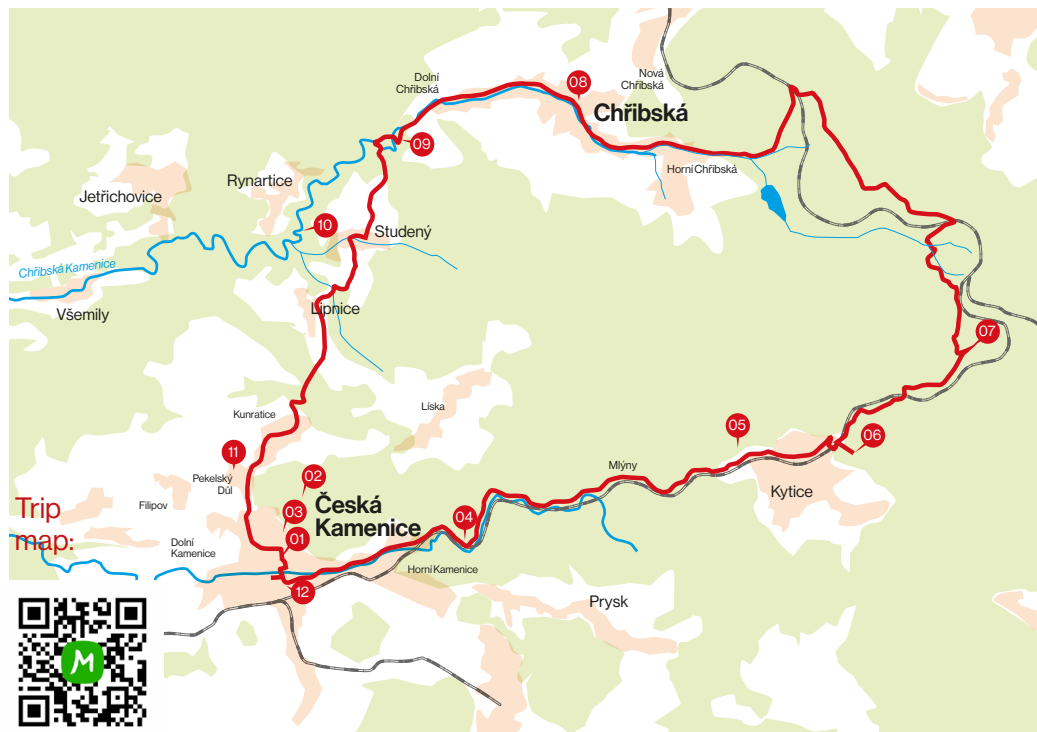 Dolní
Chřibská
08
Nová
Chřibská
Chřibská
09
Horní Chřibská
Rynartice
Jetřichovice
10
Studený
Chřibská Kamenice
Všemily
Lipnice
07
Líska
Kunratice
05
06
11
Mlýny
Pekelský
Důl
02
Kytice
Filipov
03
Česká
Kamenice
04
Trip
map:
01
Dolní
Kamenice
Horní Kamenice
12
Prysk